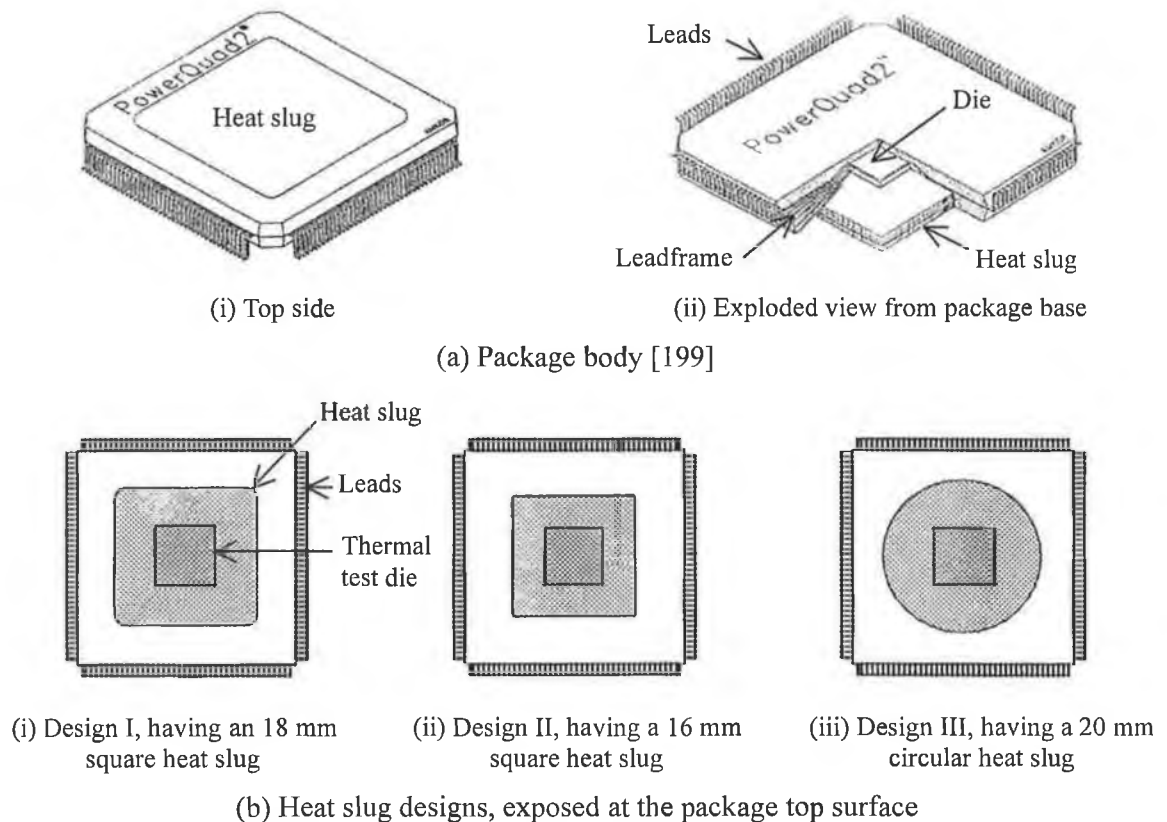 PowerQuad2™
Heat slug
Leads
PowerQuad2™
Die
Leadframe
Heat slug
(i) Top side
(ii) Exploded view from package base
(a) Package body [199]
Heat slug
Leads
Thermal
test die
(i) Design I, having an 18 mm
square heat slug
(ii) Design II, having a 16 mm
square heat slug
(iii) Design III, having a 20 mm
circular heat slug
(b) Heat slug designs, exposed at the package top surface